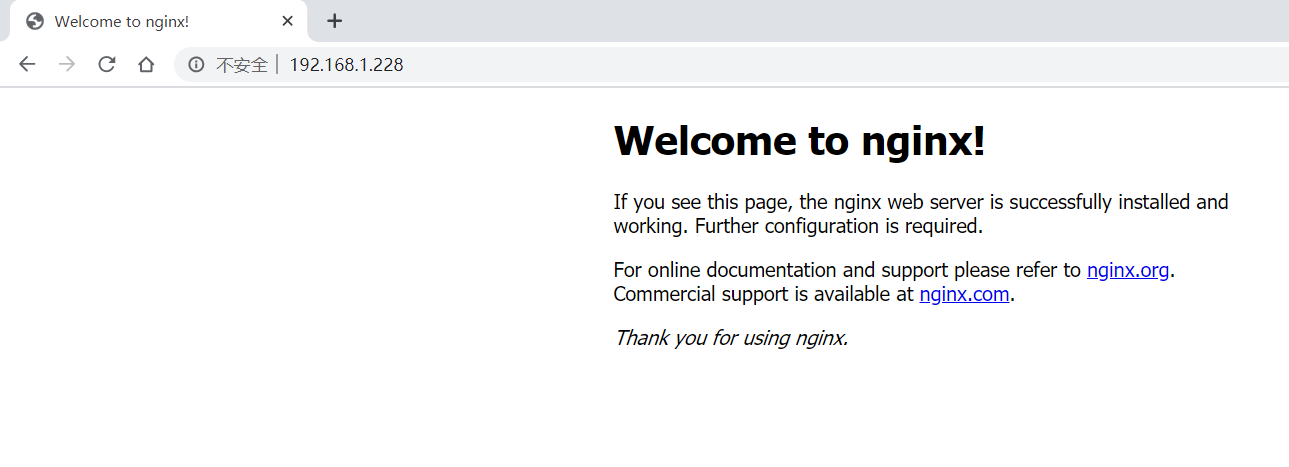 Welcome to nginx!
不安全 192.168.1.228
Welcome to nginx!
If you see this page, the nginx web server is successfully installed and
working. Further configuration is required.
For online documentation and support please refer to nginx.org.
Commercial support is available at nginx.com.
Thank you for using nginx.